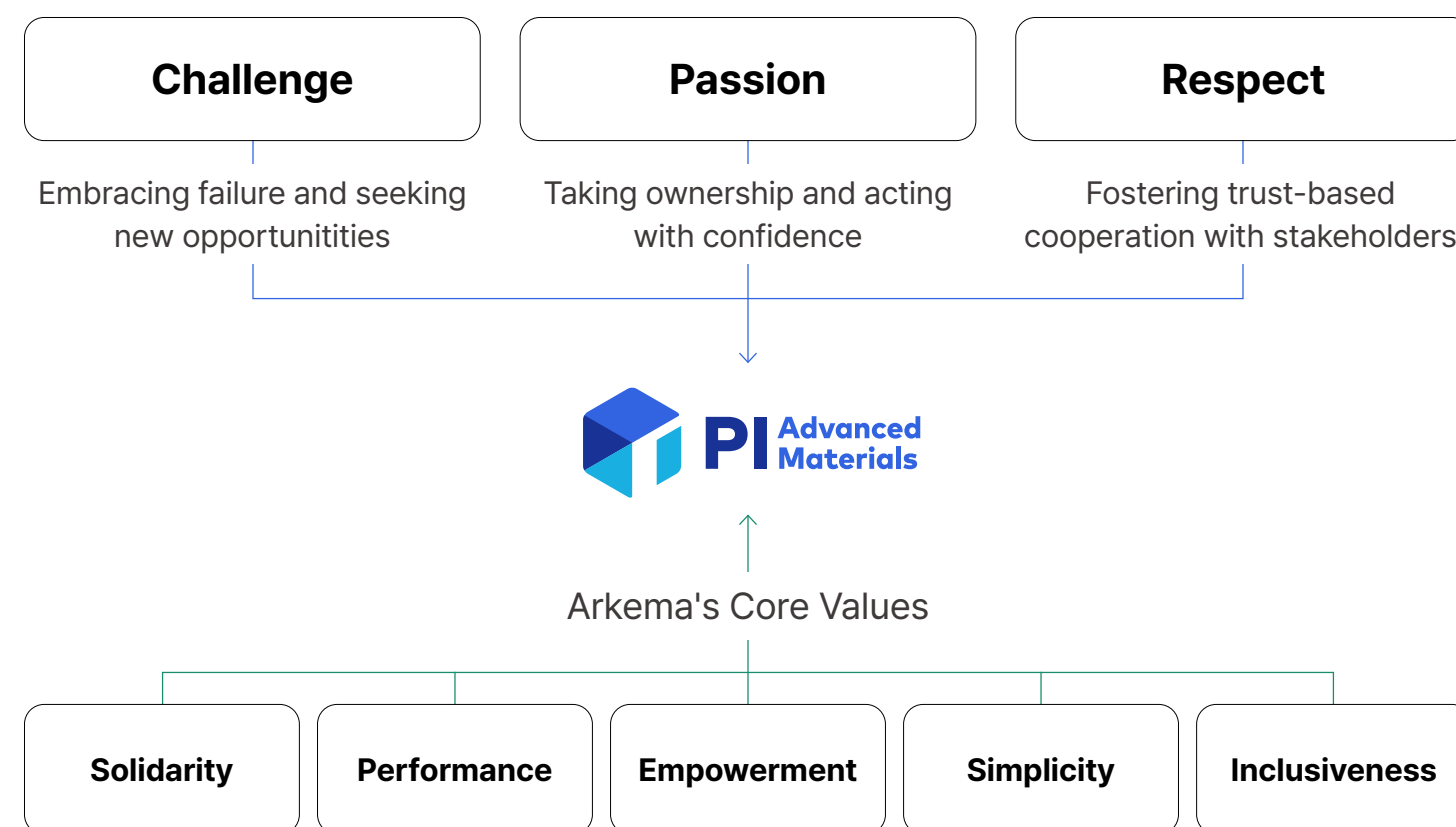 Challenge
Passion
Respect
Embracing failure and seeking
new opportunitities
Taking ownership and acting
with confidence
Fostering trust-based
cooperation with stakeholders
PI Advanced
Materials
Arkema's Core Values
Solidarity
Performance
Empowerment
Simplicity
Inclusiveness